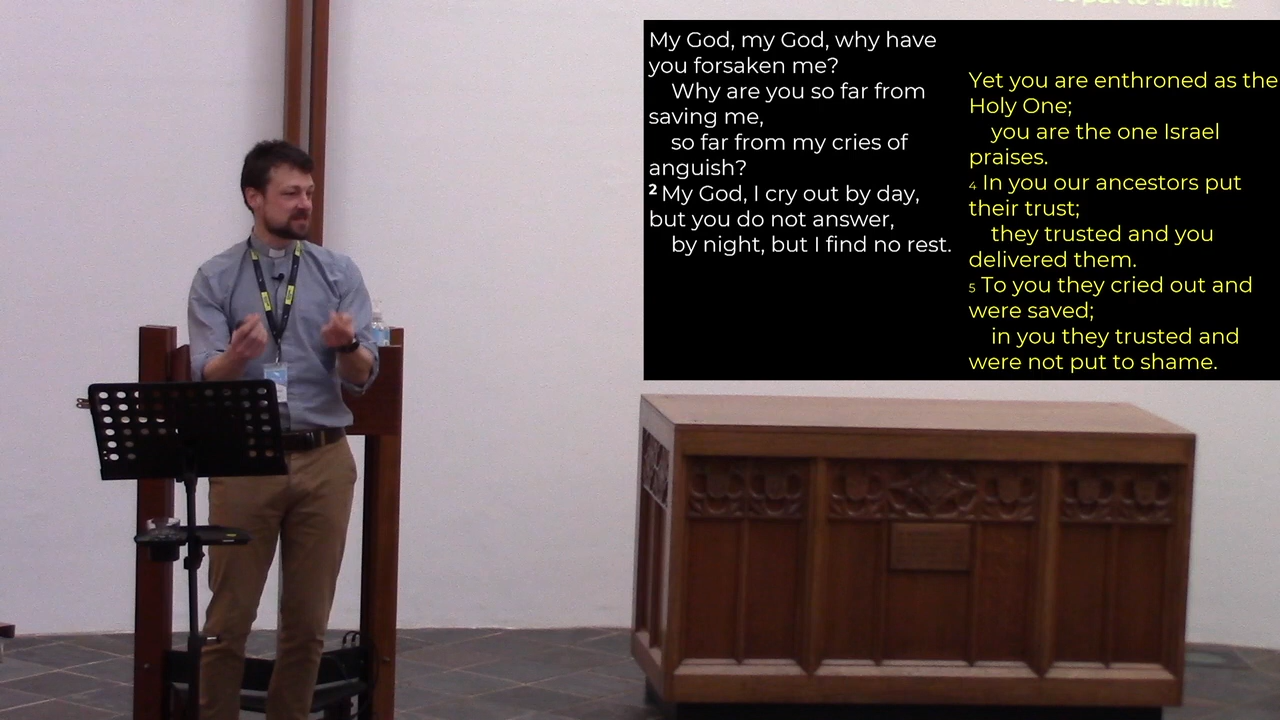 put to shame.
My God, my God, why have
you forsaken me?
Why are you so far from
saving me,
so far from my cries of
anguish?
2 My God, I cry out by day,
but you do not answer,
by night, but I find no rest.
Yet you are enthroned as the
Holy One;
you are the one Israel
praises.
4 In you our ancestors put
their trust;
they trusted and you
delivered them.
5 To you they cried out and
were saved;
in you they trusted and
were not put to shame.